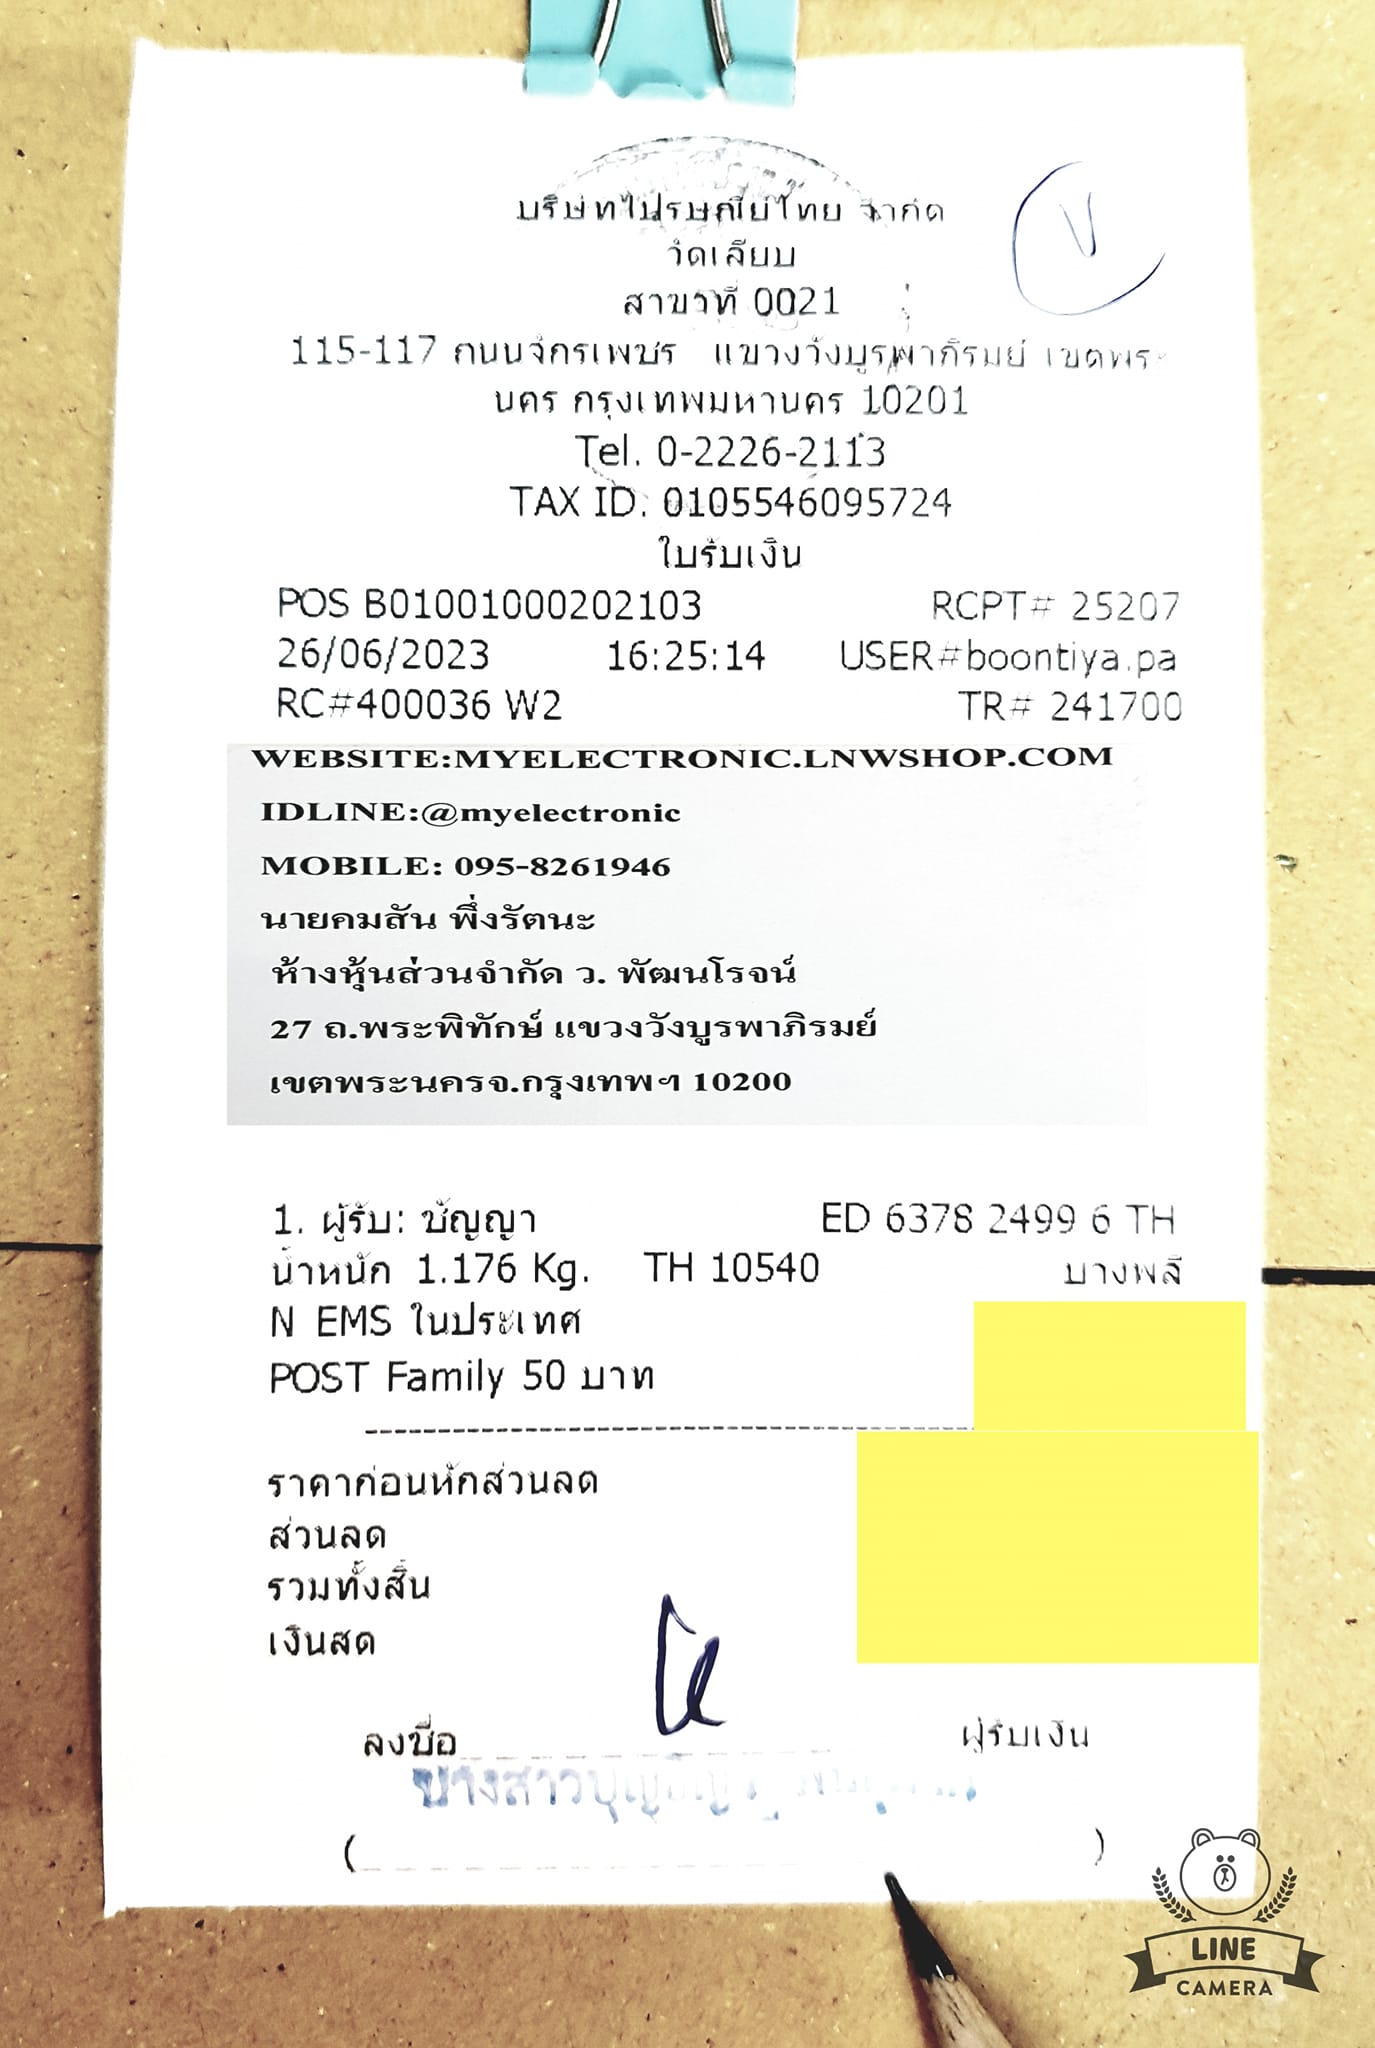 บริษัทไปรษณีย์ไทย จำกัด
วัดเลียบ
สาขาที่ 0021
115-117 ถนนจักรเพชร แขวงวังบูรพาภิรมย์ เขตพระ
นคร กรุงเทพมหานคร 10201
Tel. 0-2226-2113
TAX ID. 0105546095724
ใบรับเงิน
POS B01001000202103 RCPT# 25207
26/06/2023 16:25:14 USER#boontiya.pa
RC#400036 W2 TR# 241700
WEBSITE:MYELECTRONIC.LNWSHOP.COM
IDLINE:@myelectronic
MOBILE: 095-8261946
นายคมสัน พึ่งรัตนะ
ห้างหุ้นส่วนจำกัด ว. พัฒนโรจน์
27 ถ.พระพิทักษ์ แขวงวังบูรพาภิรมย์
เขตพระนครจ.กรุงเทพฯ 10200
1. ผู้รับ: ชัญญา ED 6378 2499 6 TH
น้ำหนัก 1.176 Kg. TH 10540 บางพลี
N EMS ในประเทศ
POST Family 50 บาท
ราคาก่อนหักส่วนลด
ส่วนลด
รวมทั้งสิ้น
เงินสด
ลงชื่อ ผู้รับเงิน
( )
LINE
CAMERA